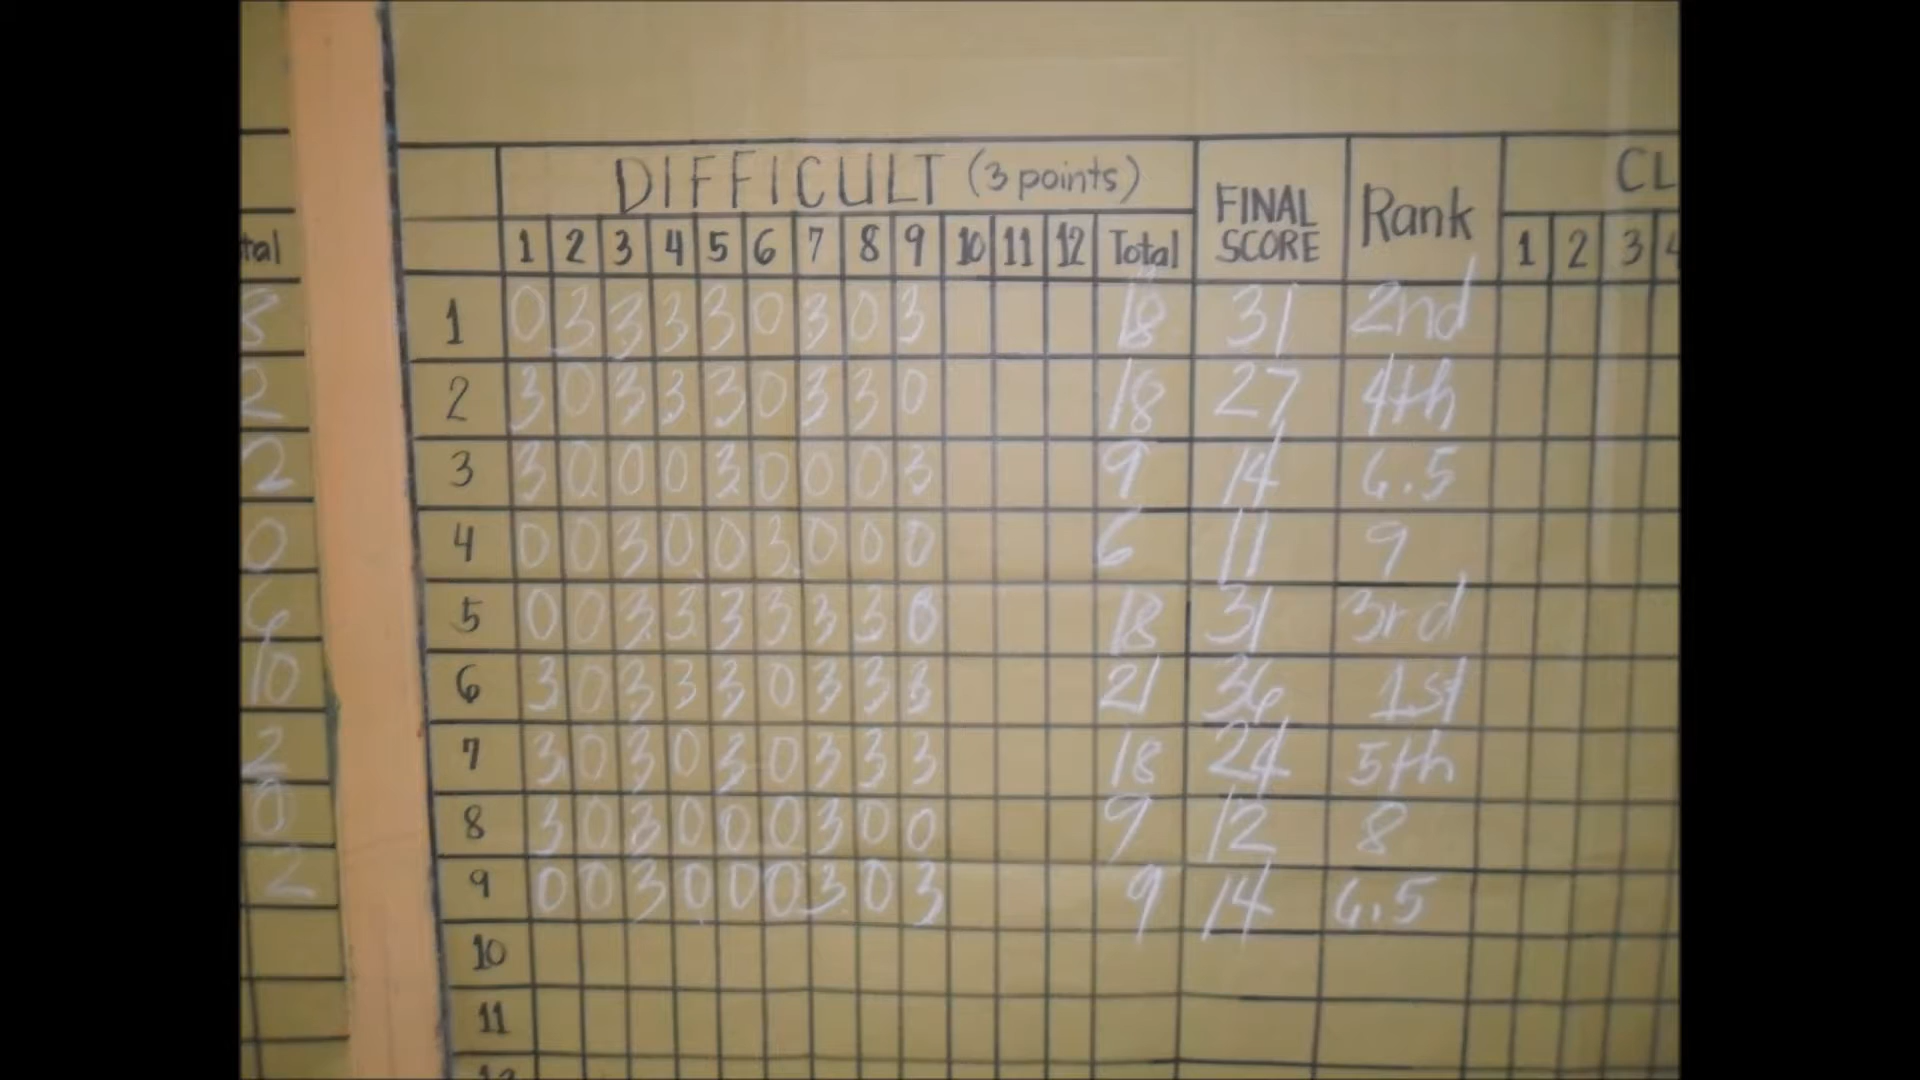 DIFFICULT (3 points) FINAL SCORE Rank CL
tal 1 2 3 4 5 6 7 8 9 10 11 12 Total 1 2 3 4
8 1 0 3 3 3 3 0 3 0 3 18 31 2nd
2 2 3 0 3 3 3 0 3 3 0 18 27 4th
2 3 3 0 0 0 3 0 0 0 3 9 14 6.5
0 4 0 0 3 0 0 3 0 0 0 6 11 9
6 5 0 0 3 3 3 3 3 3 0 18 31 3rd
10 6 3 0 3 3 3 0 3 3 3 21 36 1st
2 7 3 0 3 0 3 0 3 3 3 18 24 5th
0 8 3 0 3 0 0 0 3 0 0 9 12 8
2 9 0 0 3 0 0 0 3 0 3 9 14 6.5
10
11